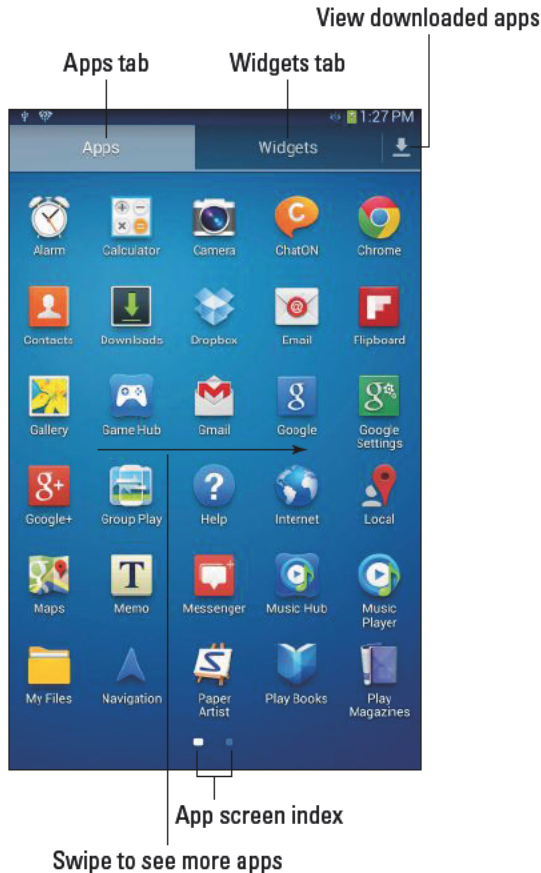 View downloaded apps
Apps tab
Widgets tab
1:27 PM
Apps
Widgets
Alarm
Calculator
Camera
ChatON
Chrome
Contacts
Downloads
Dropbox
Email
Flipboard
Gallery
Game Hub
Gmail
Google
Google Settings
Google+
Group Play
Help
Internet
Local
Maps
Memo
Messenger
Music Hub
Music Player
My Files
Navigation
Paper Artist
Play Books
Play Magazines
App screen index
Swipe to see more apps